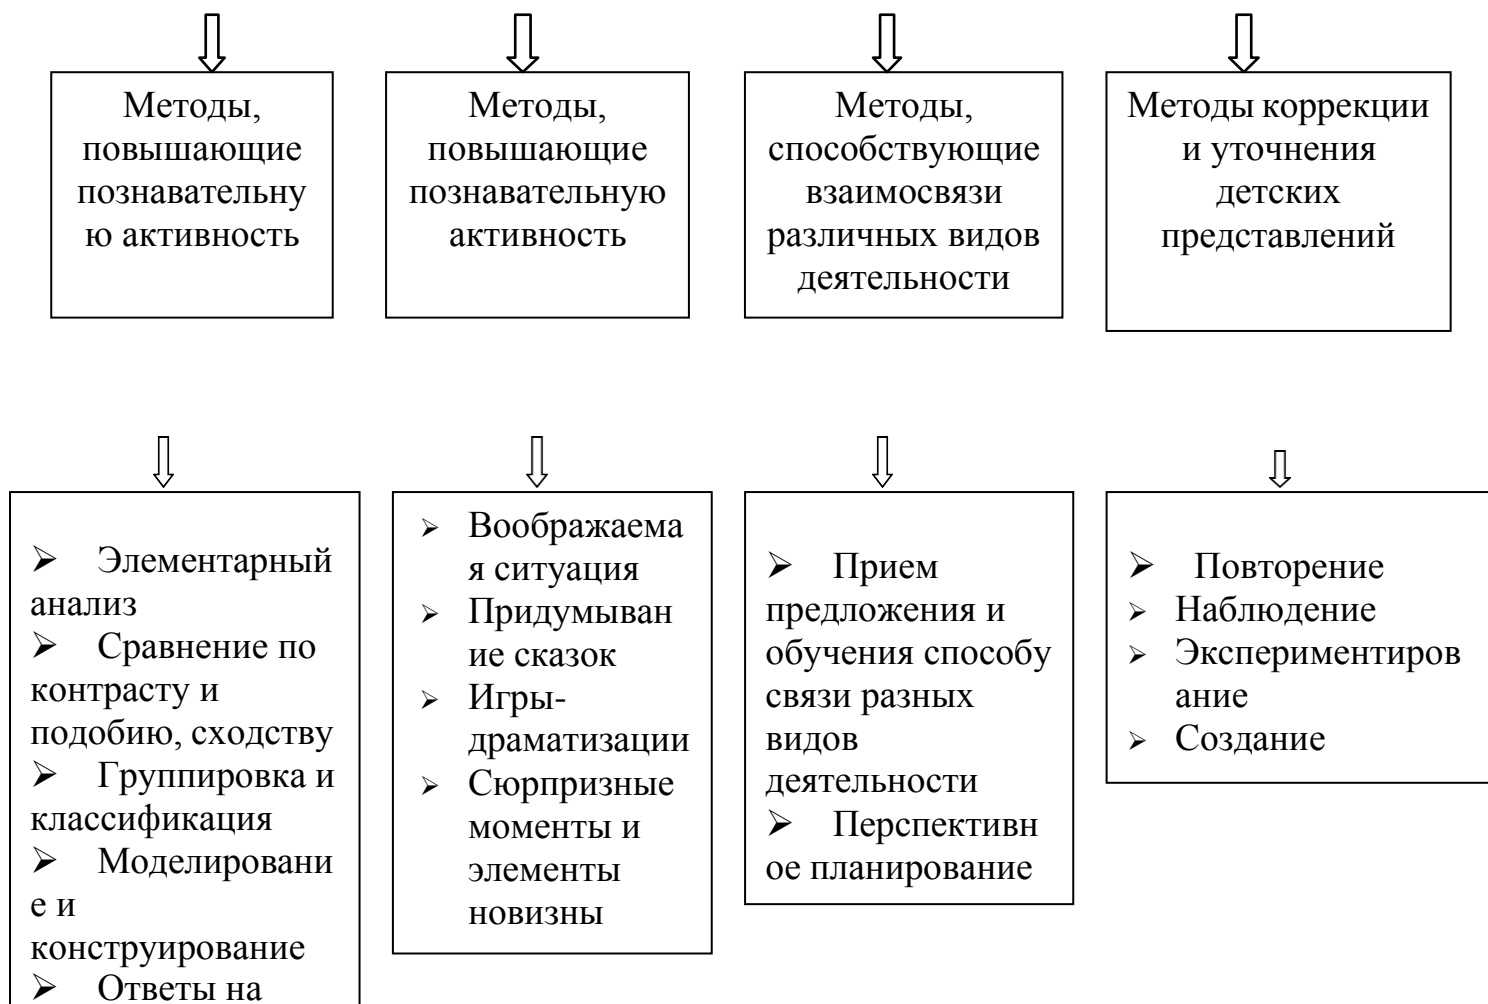 Методы,
повышающие
познавательну
ю активность
Методы,
повышающие
познавательную
активность
Методы,
способствующие
взаимосвязи
различных видов
деятельности
Методы коррекции
и уточнения
детских
представлений
➢ Элементарный
анализ
➢ Сравнение по
контрасту и
подобию, сходству
➢ Группировка и
классификация
➢ Моделировани
е и
конструирование
➢ Ответы на
➢ Воображаема
я ситуация
➢ Придумыван
ие сказок
➢ Игры-
драматизации
➢ Сюрпризные
моменты и
элементы
новизны
➢ Прием
предложения и
обучения способу
связи разных
видов
деятельности
➢ Перспективн
ое планирование
➢ Повторение
➢ Наблюдение
➢ Экспериментиров
ание
➢ Создание